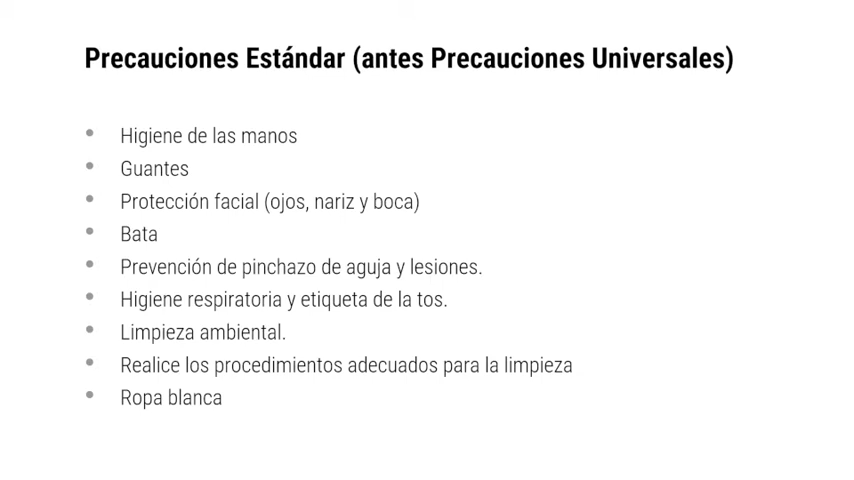 Precauciones Estándar (antes Precauciones Universales)
• Higiene de las manos
• Guantes
• Protección facial (ojos, nariz y boca)
• Bata
• Prevención de pinchazo de aguja y lesiones.
• Higiene respiratoria y etiqueta de la tos.
• Limpieza ambiental.
• Realice los procedimientos adecuados para la limpieza
• Ropa blanca